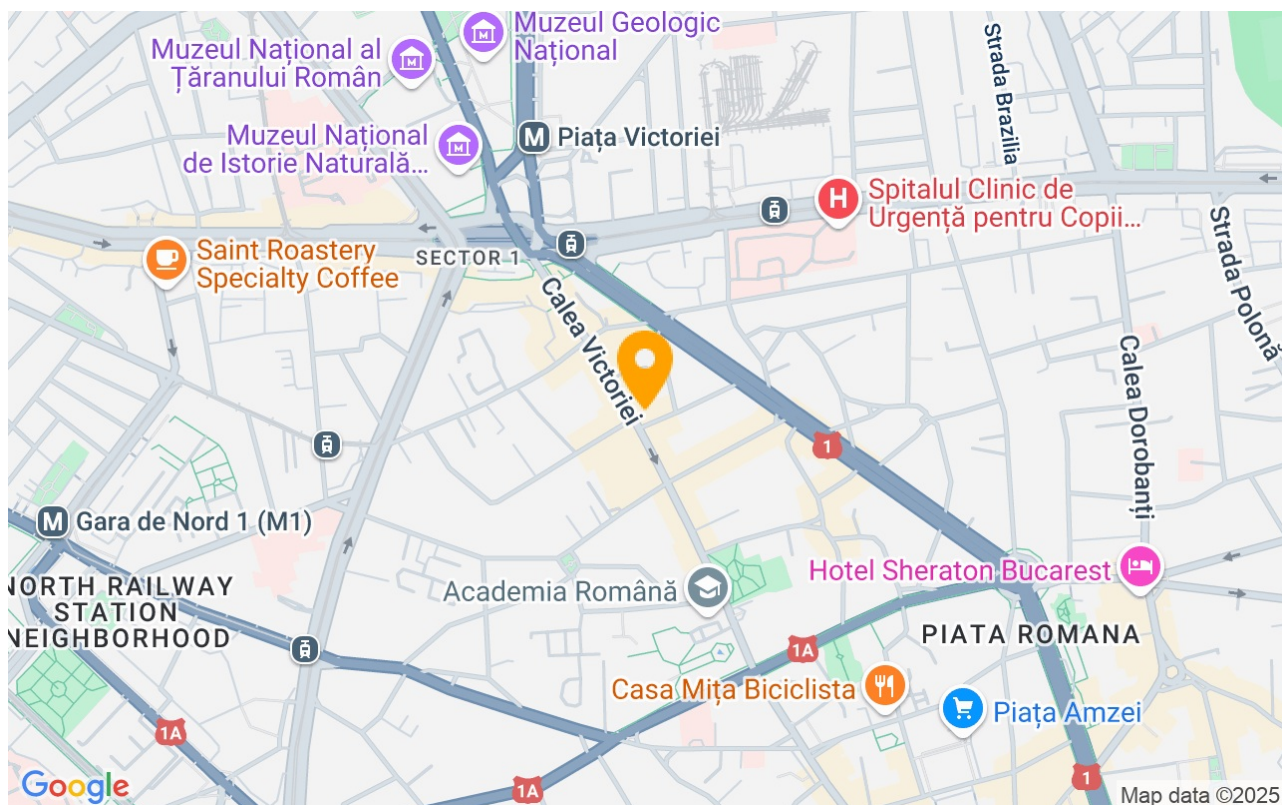 Muzeul Geologic
Național
Muzeul Național al
Țăranului Român
Strada Brazilia
M Piața Victoriei
Muzeul Național
de Istorie Naturală...
H
Spitalul Clinic de
Urgență pentru Copii...
Strada Polonă
Saint Roastery
Specialty Coffee
SECTOR 1
Calea Victoriei
Calea Dorobanți
1
M Gara de Nord 1 (M1)
Hotel Sheraton Bucarest
Academia Română
NORTH RAILWAY
STATION
NEIGHBORHOOD
PIATA ROMANA
1A
Casa Mița Biciclista
Piața Amzei
1A
1A
1
Google
Map data ©2025